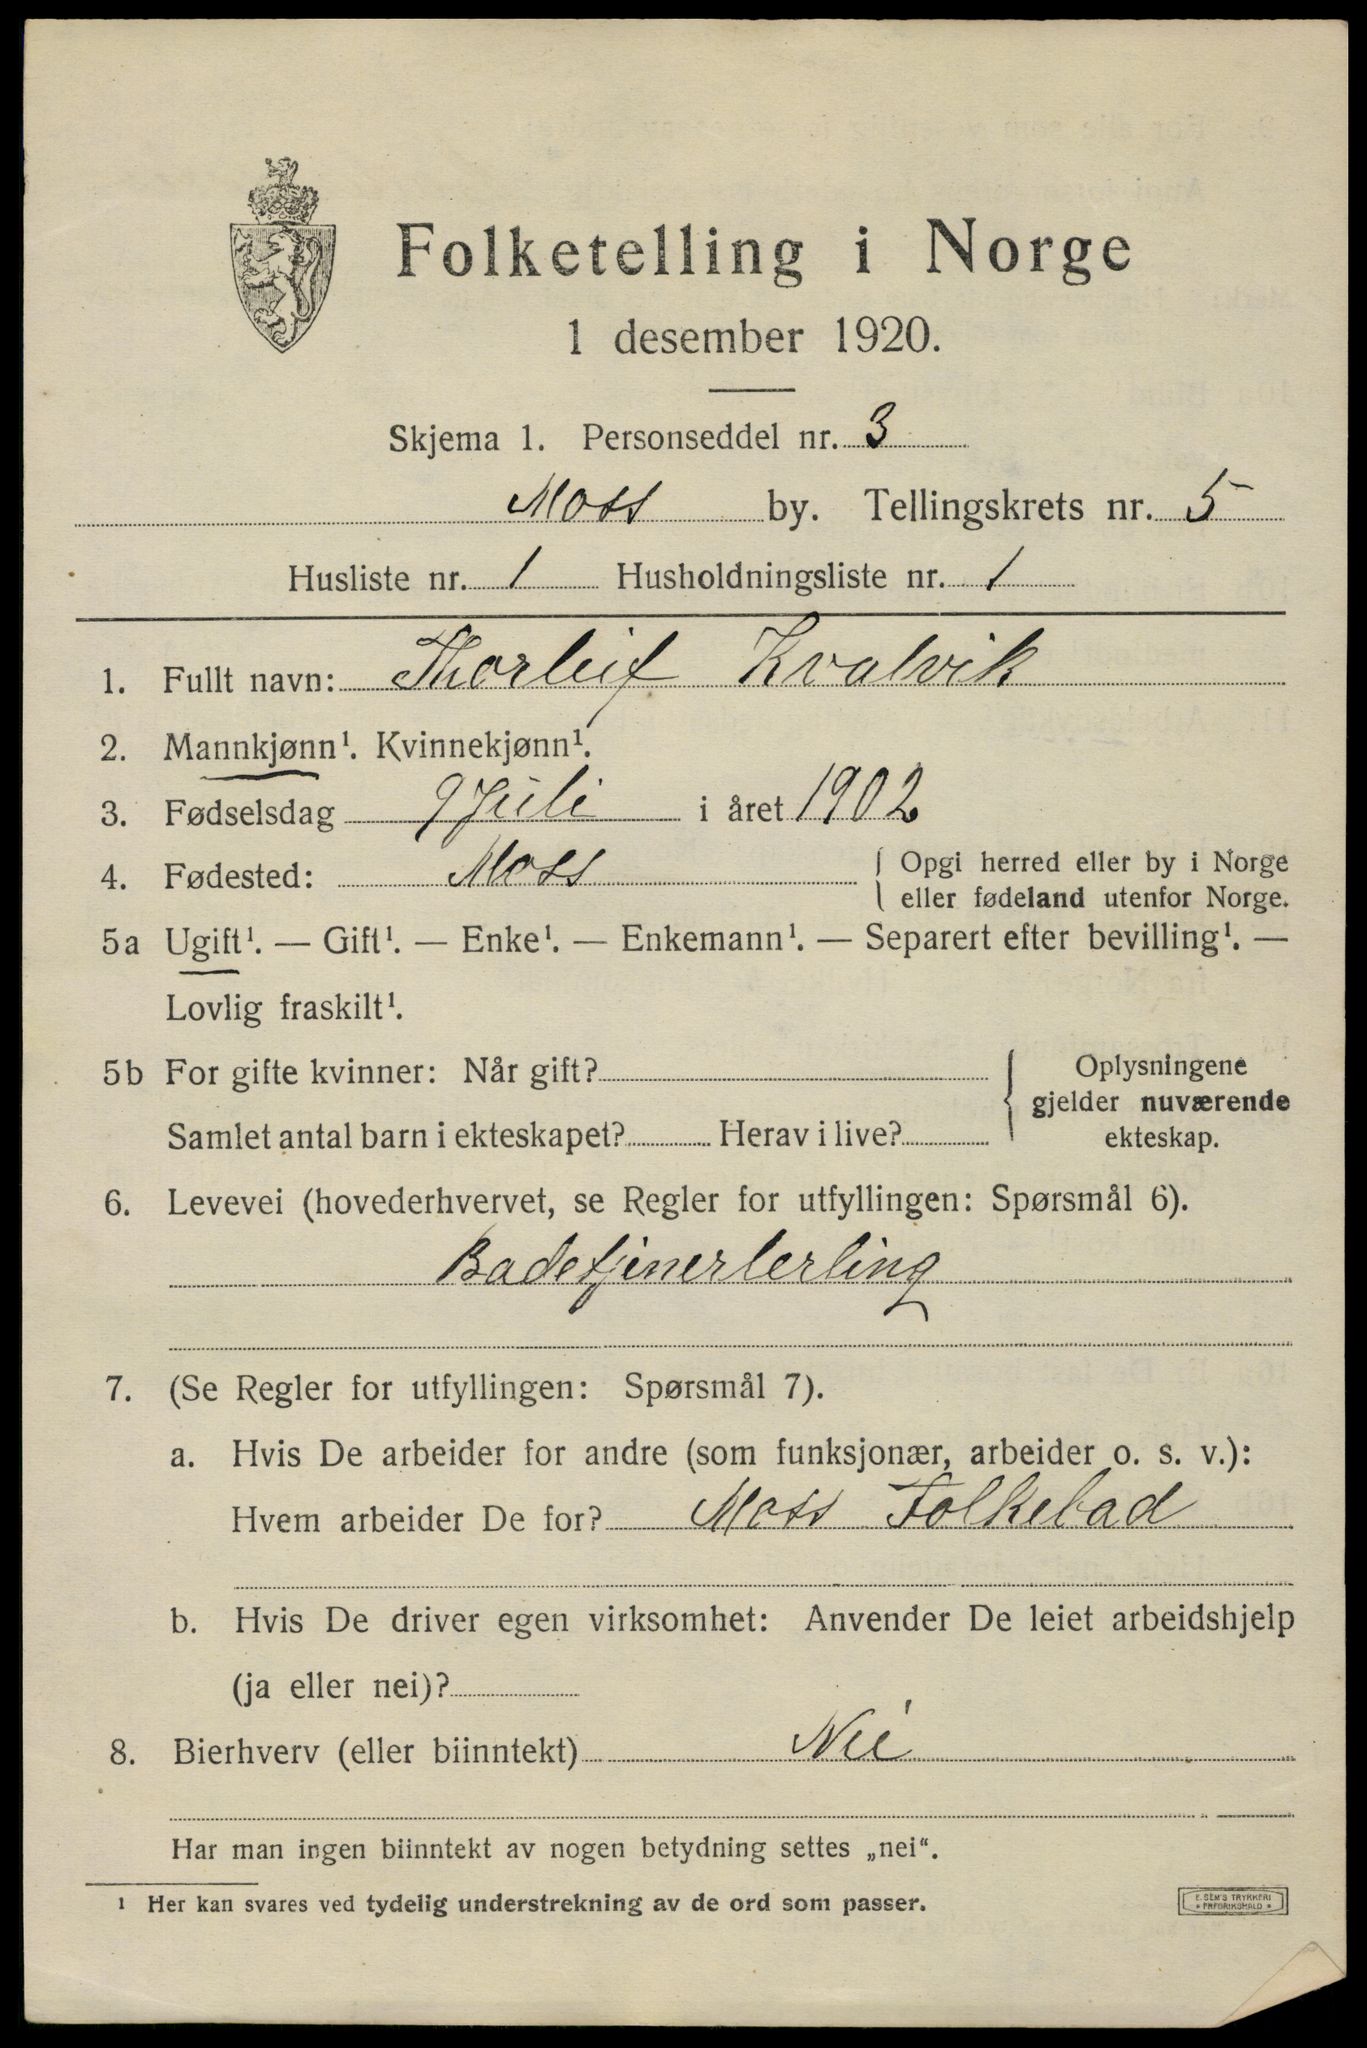 Folketelling i Norge
1 desember 1920.
Skjema 1. Personseddel nr. 3
Moss by. Tellingskrets nr. 5
Husliste nr. 1 Husholdningsliste nr. 1
1. Fullt navn: Thorleif Kvalvik
2. Mannkjønn¹. Kvinnekjønn¹.
3. Fødselsdag 9 Juli i året 1902
4. Fødested: Moss { Opgi herred eller by i Norge
eller fødeland utenfor Norge.
5a Ugift¹. — Gift¹. — Enke¹. — Enkemann¹. — Separert efter bevilling¹. —
Lovlig fraskilt¹.
5b For gifte kvinner: Når gift? { Oplysningene
gjelder nuværende
Samlet antal barn i ekteskapet? Herav i live? ekteskap.
6. Levevei (hovederhvervet, se Regler for utfyllingen: Spørsmål 6).
Badetjenerlerling
7. (Se Regler for utfyllingen: Spørsmål 7).
a. Hvis De arbeider for andre (som funksjonær, arbeider o. s. v.):
Hvem arbeider De for? Moss Folkebad
b. Hvis De driver egen virksomhet: Anvender De leiet arbeidshjelp
(ja eller nei)?
8. Bierhverv (eller biinntekt) Nei
Har man ingen biinntekt av nogen betydning settes „nei“.
¹ Her kan svares ved tydelig understrekning av de ord som passer.
E. SEM'S TRYKKERI
* FREDRIKSHALD *